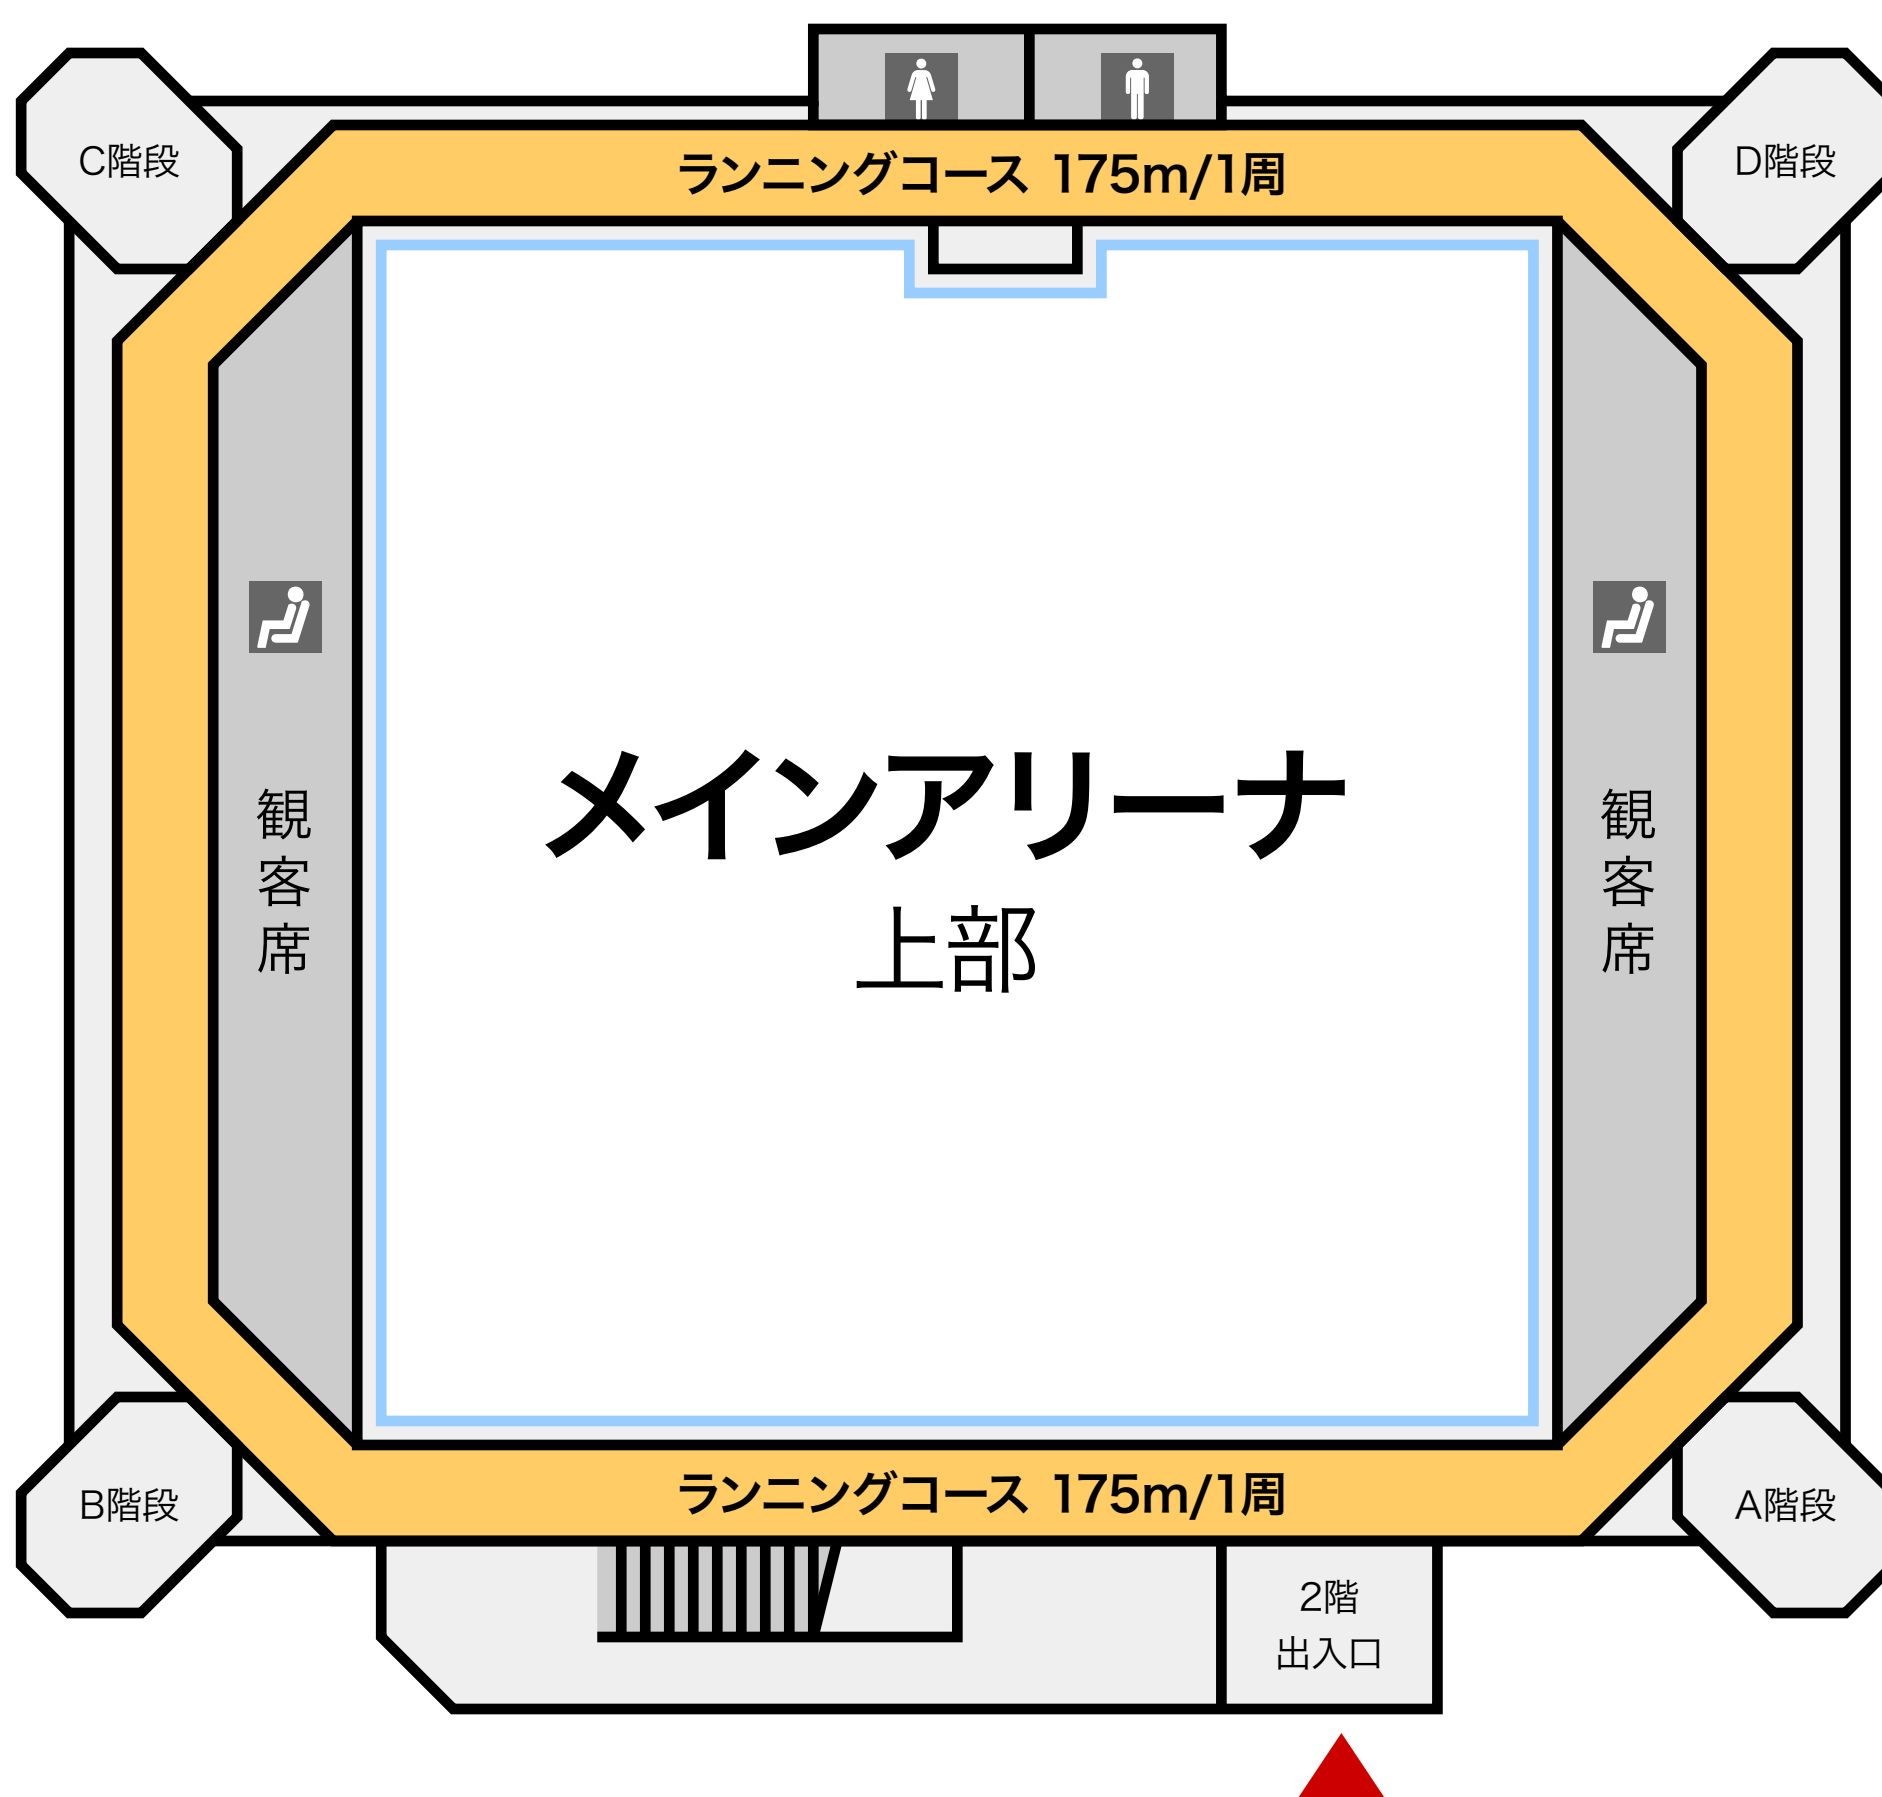 C階段
D階段
ランニングコース 175m/1周
観客席
メインアリーナ
上部
観客席
ランニングコース 175m/1周
B階段
A階段
2階
出入口